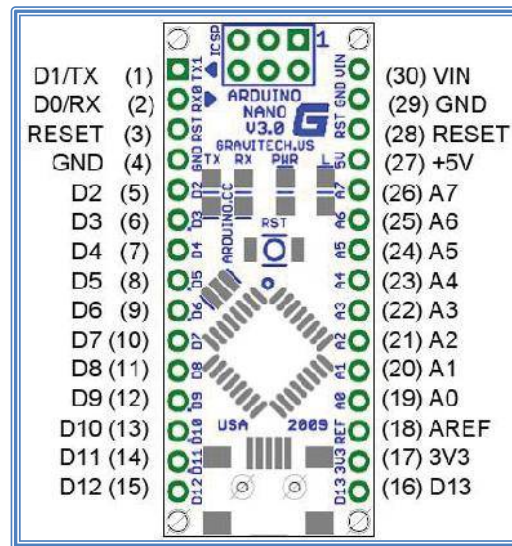 D1/TX (1)
D0/RX (2)
RESET (3)
GND (4)
D2 (5)
D3 (6)
D4 (7)
D5 (8)
D6 (9)
D7 (10)
D8 (11)
D9 (12)
D10 (13)
D11 (14)
D12 (15)
ICSP
1
TX1
RX0
RST
GND
D2
D3
D4
D5
D6
D7
D8
D9
D10
D11
D12
ARDUINO
NANO
V3.0
G
GRAVITECH.US
TX RX PWR L
ARDUINO.CC
RST
USA 2009
VIN
GND
RST
5V
A7
A6
A5
A4
A3
A2
A1
A0
REF
3V3
D13
(30) VIN
(29) GND
(28) RESET
(27) +5V
(26) A7
(25) A6
(24) A5
(23) A4
(22) A3
(21) A2
(20) A1
(19) A0
(18) AREF
(17) 3V3
(16) D13